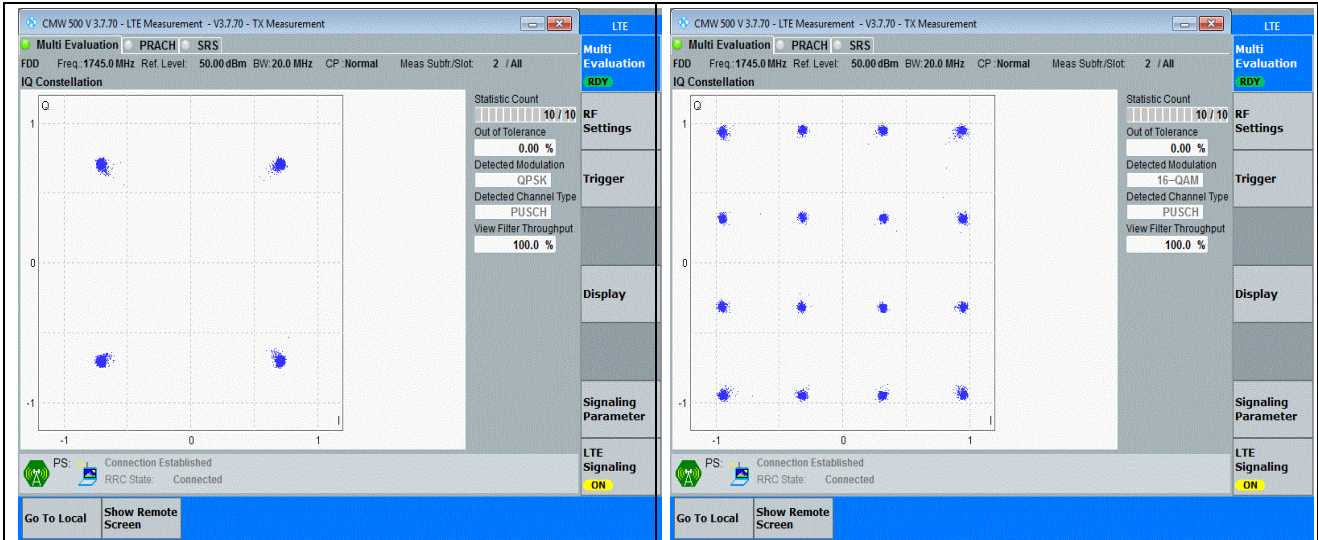 CMW 500 V 3.7.70 - LTE Measurement - V3.7.70 - TX Measurement
LTE
Multi Evaluation PRACH SRS
FDD Freq.:1745.0 MHz Ref. Level: 50.00 dBm BW:20.0 MHz CP :Normal Meas Subfr./Slot: 2 / All
IQ Constellation
Q
1
0
-1
-1 0 1
I
Statistic Count
10 / 10
Out of Tolerance
0.00 %
Detected Modulation
QPSK
Detected Channel Type
PUSCH
View Filter Throughput
100.0 %
Multi
Evaluation
RDY
RF
Settings
Trigger
Display
Signaling
Parameter
LTE
Signaling
ON
PS: Connection Established
RRC State: Connected
Go To Local
Show Remote
Screen
CMW 500 V 3.7.70 - LTE Measurement - V3.7.70 - TX Measurement
LTE
Multi Evaluation PRACH SRS
FDD Freq.:1745.0 MHz Ref. Level: 50.00 dBm BW:20.0 MHz CP :Normal Meas Subfr./Slot: 2 / All
IQ Constellation
Q
1
0
-1
-1 0 1
I
Statistic Count
10 / 10
Out of Tolerance
0.00 %
Detected Modulation
16-QAM
Detected Channel Type
PUSCH
View Filter Throughput
100.0 %
Multi
Evaluation
RDY
RF
Settings
Trigger
Display
Signaling
Parameter
LTE
Signaling
ON
PS: Connection Established
RRC State: Connected
Go To Local
Show Remote
Screen